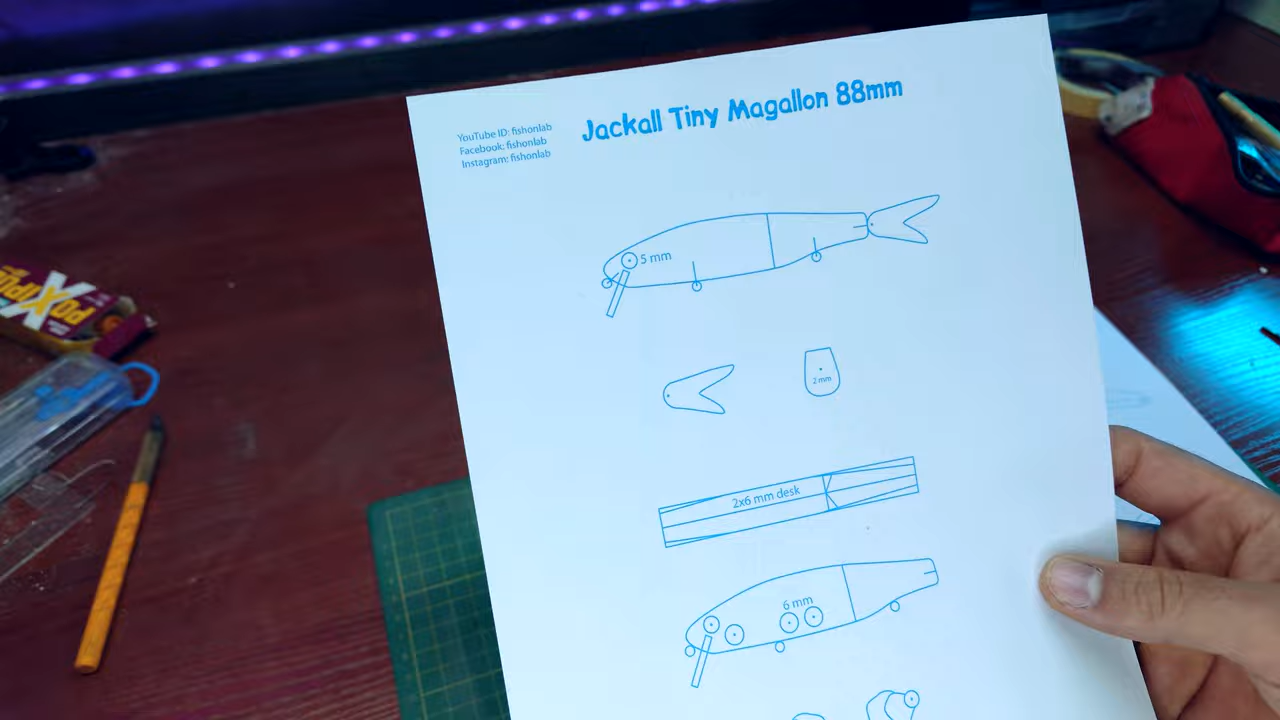 Jackall Tiny Magallon 88mm
YouTube ID: fishonlab
Facebook: fishonlab
Instagram: fishonlab
5 mm
2 mm
2x6 mm desk
6 mm
POXIPOL